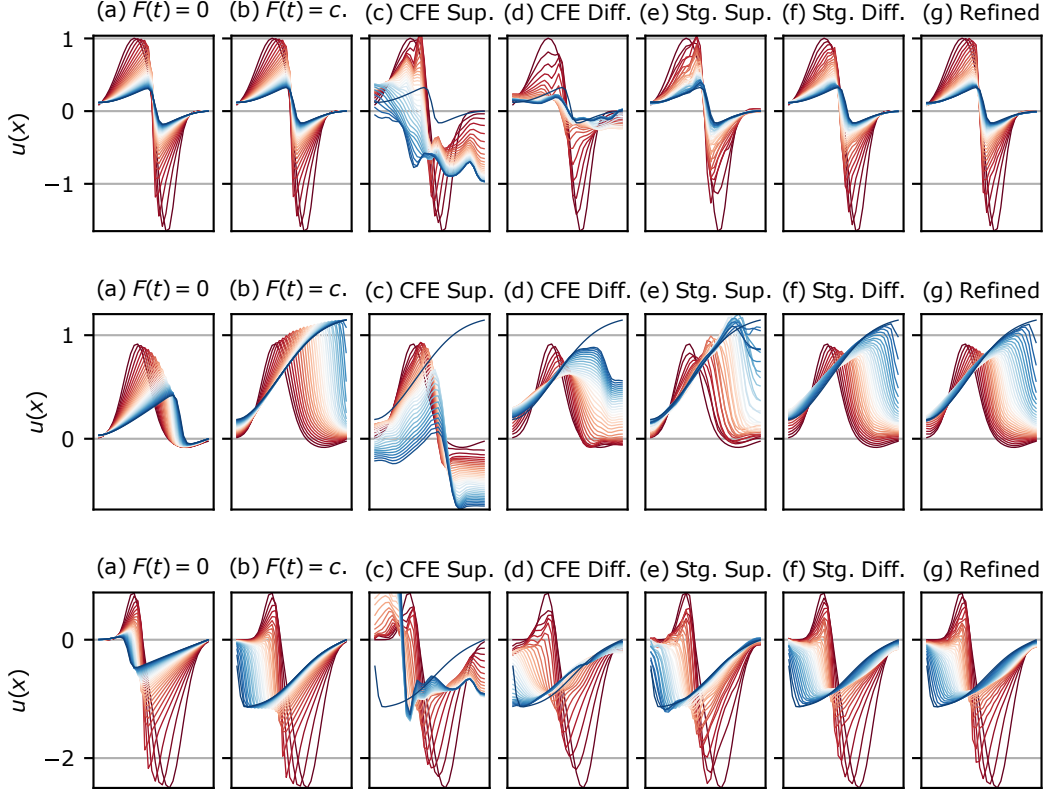 (a) F(t) = 0 (b) F(t) = c. (c) CFE Sup. (d) CFE Diff. (e) Stg. Sup. (f) Stg. Diff. (g) Refined
1
0
−1
u(x)
(a) F(t) = 0 (b) F(t) = c. (c) CFE Sup. (d) CFE Diff. (e) Stg. Sup. (f) Stg. Diff. (g) Refined
1
0
u(x)
(a) F(t) = 0 (b) F(t) = c. (c) CFE Sup. (d) CFE Diff. (e) Stg. Sup. (f) Stg. Diff. (g) Refined
0
−2
u(x)